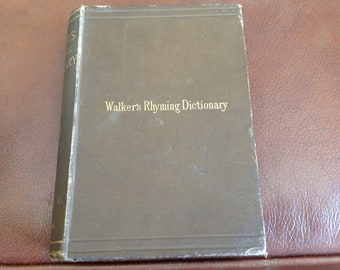 Walker's Rhyming Dictionary